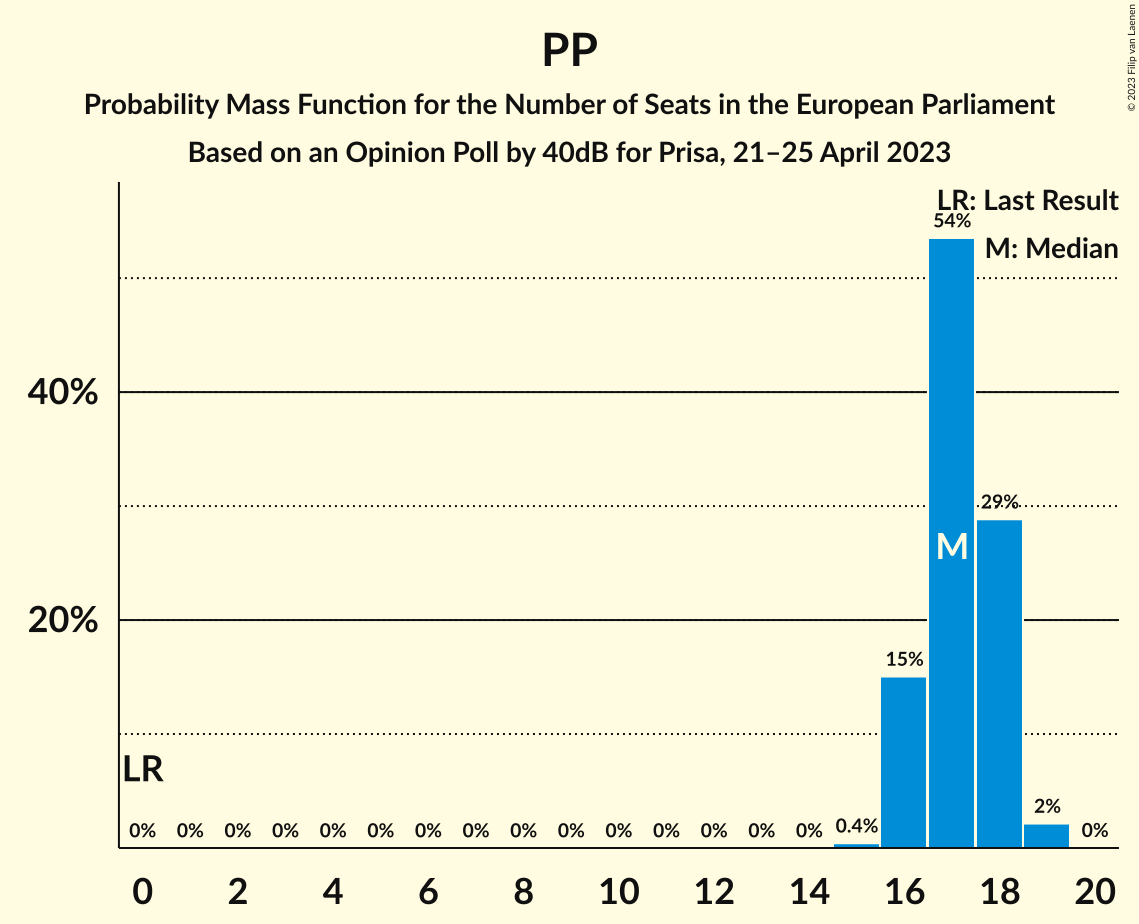 PP
Probability Mass Function for the Number of Seats in the European Parliament
Based on an Opinion Poll by 40dB for Prisa, 21–25 April 2023
© 2023 Filip van Laenen
LR: Last Result
M: Median
54%
40%
29%
M
20%
15%
LR
0% 0% 0% 0% 0% 0% 0% 0% 0% 0% 0% 0% 0% 0% 0% 0.4% 2% 0%
0 2 4 6 8 10 12 14 16 18 20